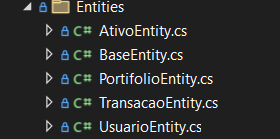 Entities
C# AtivoEntity.cs
C# BaseEntity.cs
C# PortifolioEntity.cs
C# TransacaoEntity.cs
C# UsuarioEntity.cs